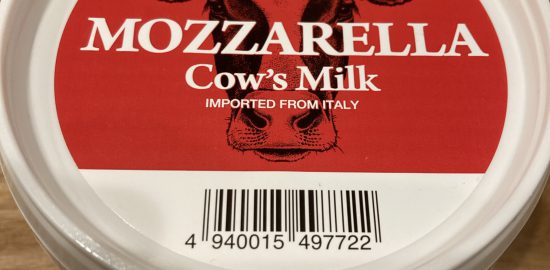 MOZZARELLA
Cow's Milk
IMPORTED FROM ITALY
4 940015 497722